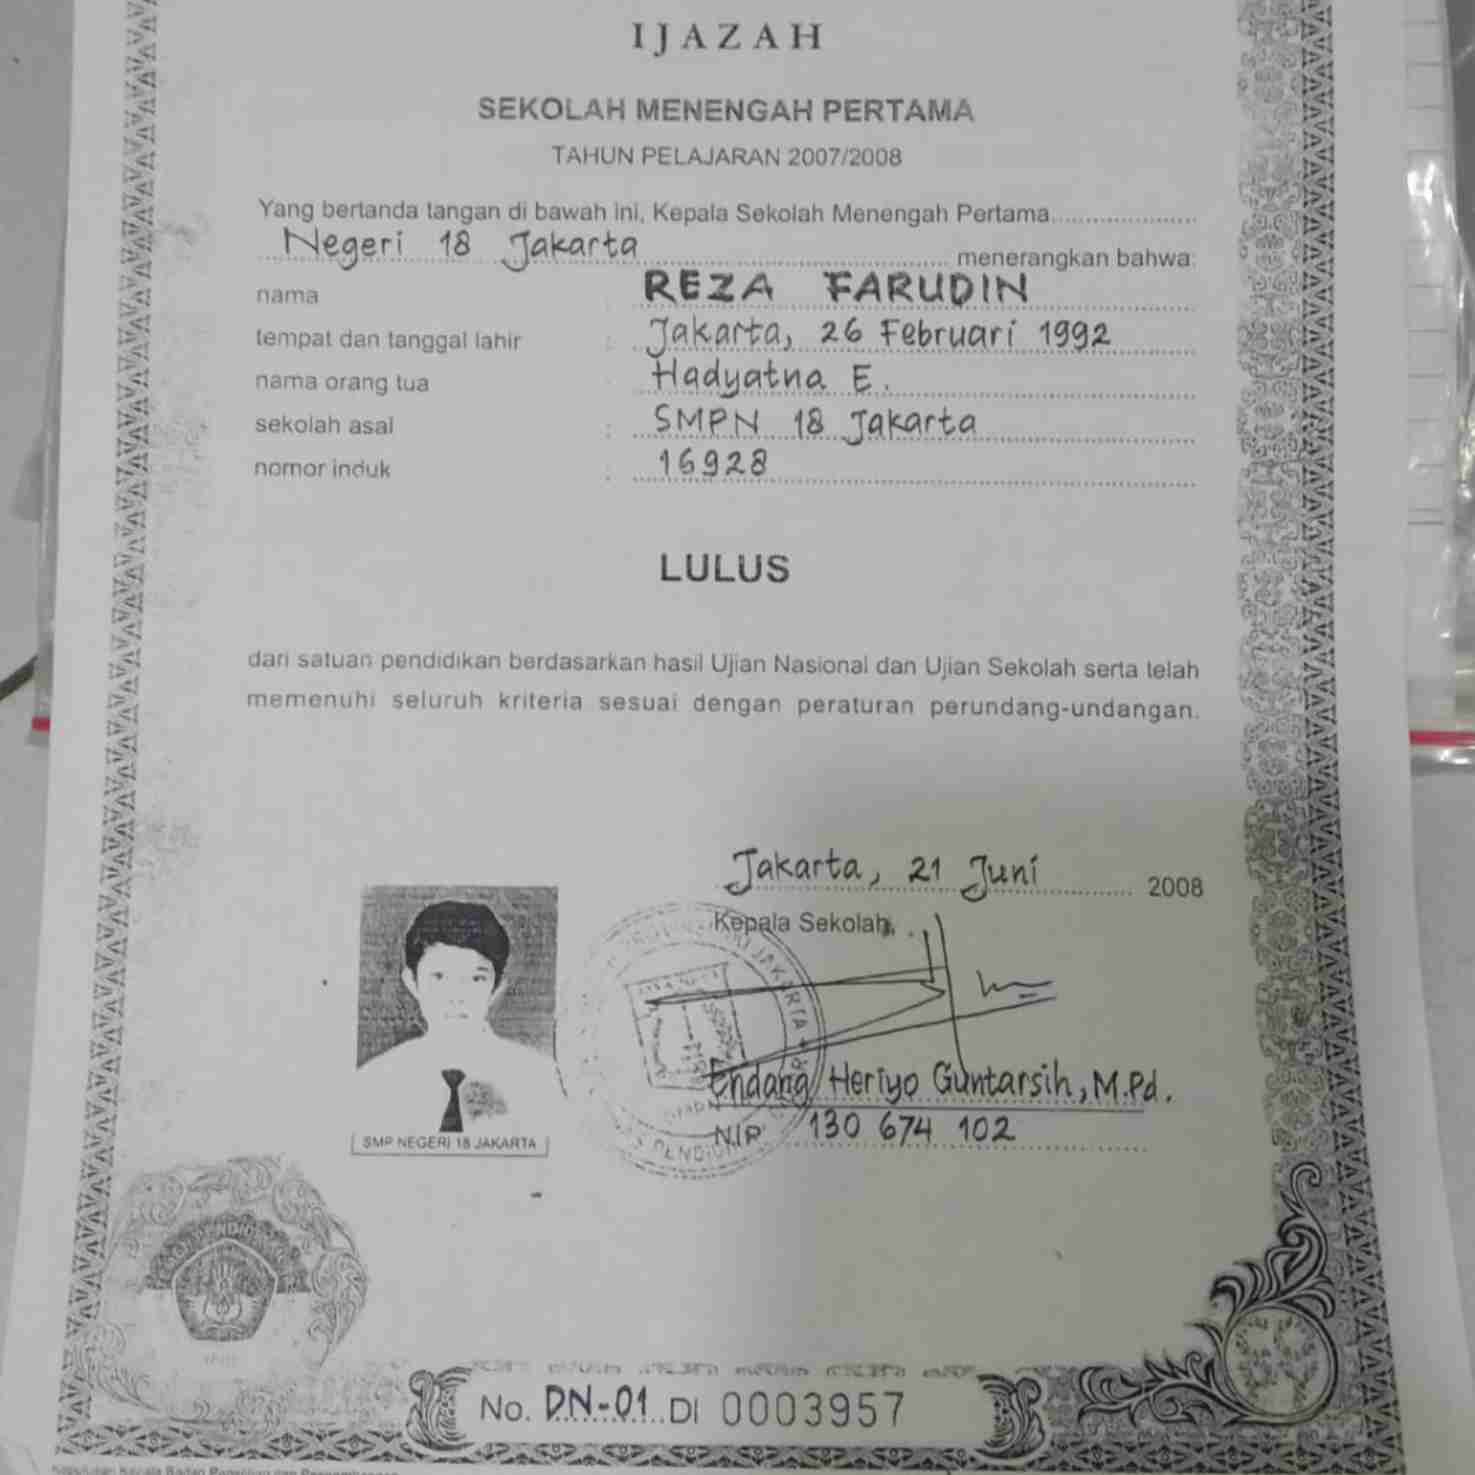 IJAZAH
SEKOLAH MENENGAH PERTAMA
TAHUN PELAJARAN 2007/2008
Yang bertanda tangan di bawah ini, Kepala Sekolah Menengah Pertama
Negeri 18 Jakarta menerangkan bahwa:
nama : REZA FARUDIN
tempat dan tanggal lahir : Jakarta, 26 Februari 1992
nama orang tua : Hadyatna E.
sekolah asal : SMPN 18 Jakarta
nomor induk : 16928
LULUS
dari satuan pendidikan berdasarkan hasil Ujian Nasional dan Ujian Sekolah serta telah
memenuhi seluruh kriteria sesuai dengan peraturan perundang-undangan.
Jakarta, 21 Juni 2008
Kepala Sekolah,
Endang Heriyo Guntarsih, M.Pd.
NIP 130 674 102
SMP NEGERI 18 JAKARTA
No. DN-01 DI 0003957